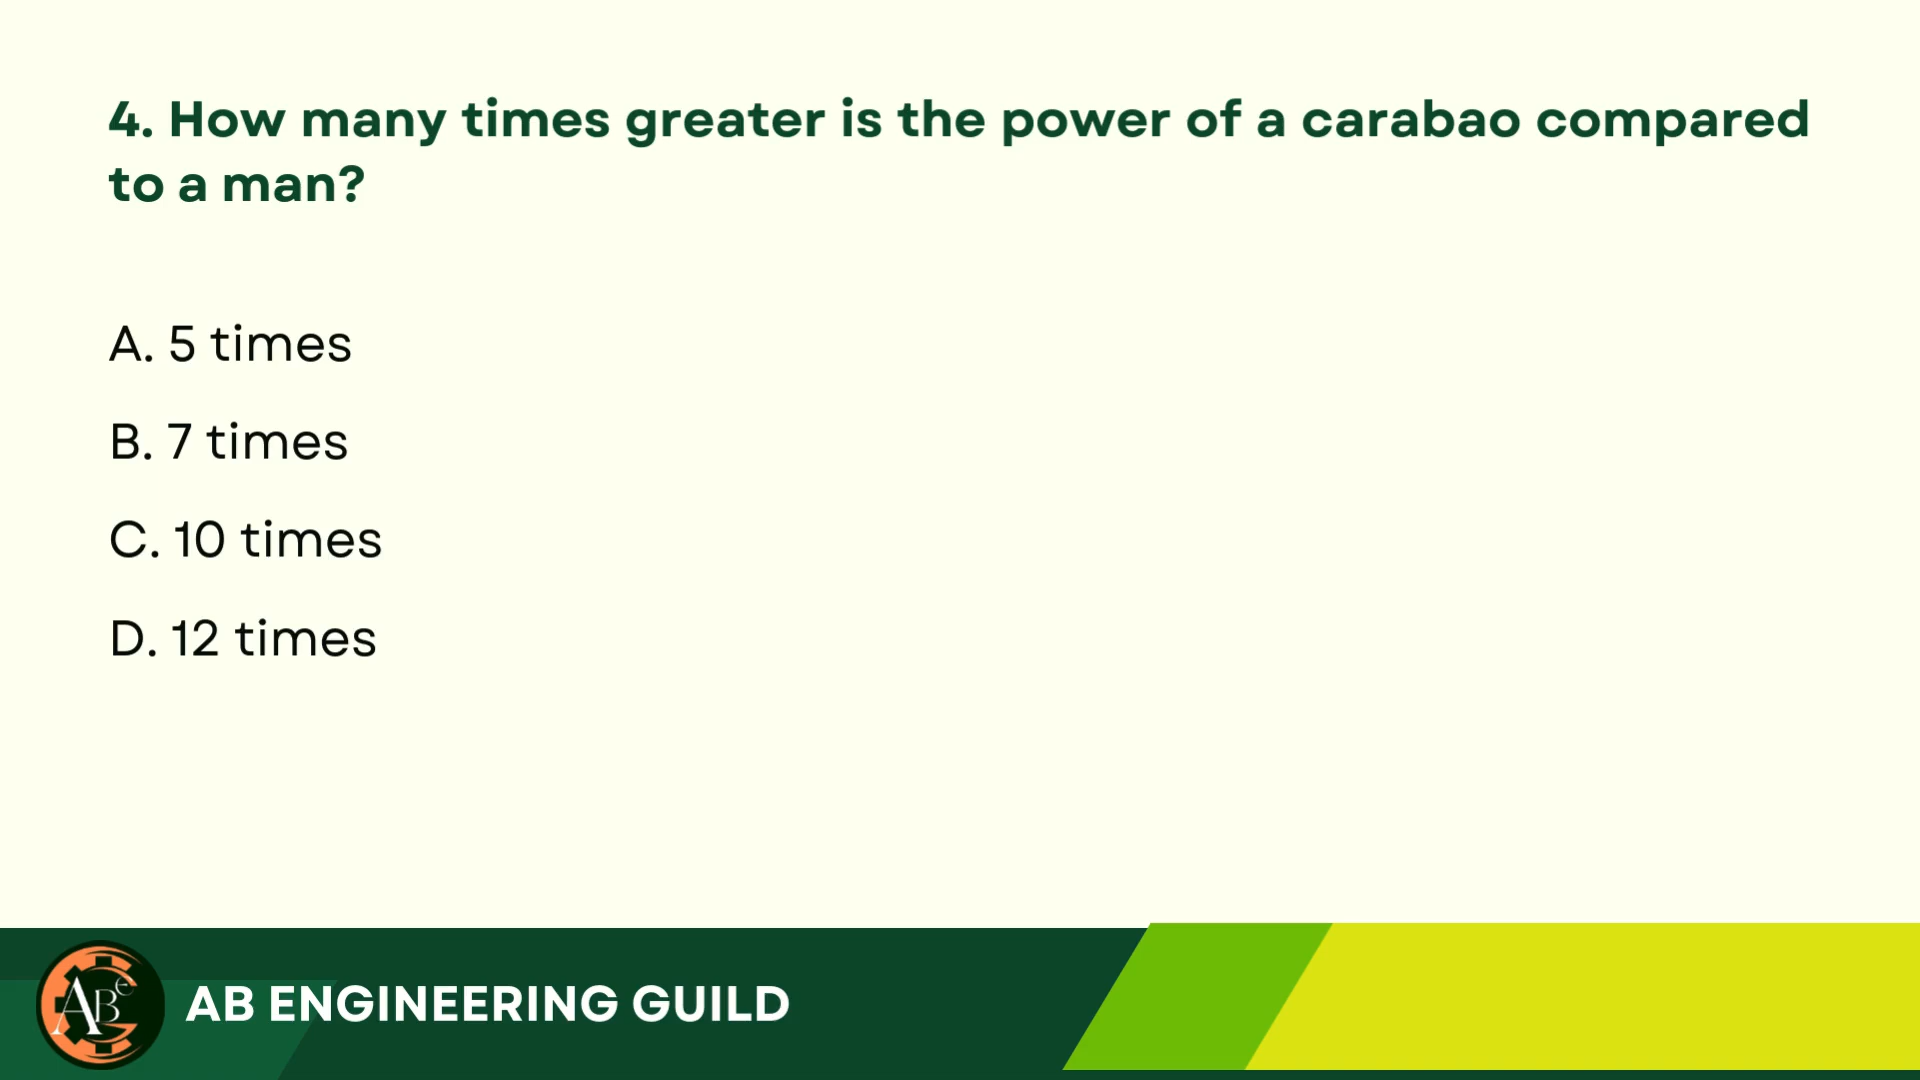 4. How many times greater is the power of a carabao compared
to a man?
A. 5 times
B. 7 times
C. 10 times
D. 12 times
ABe
AB ENGINEERING GUILD